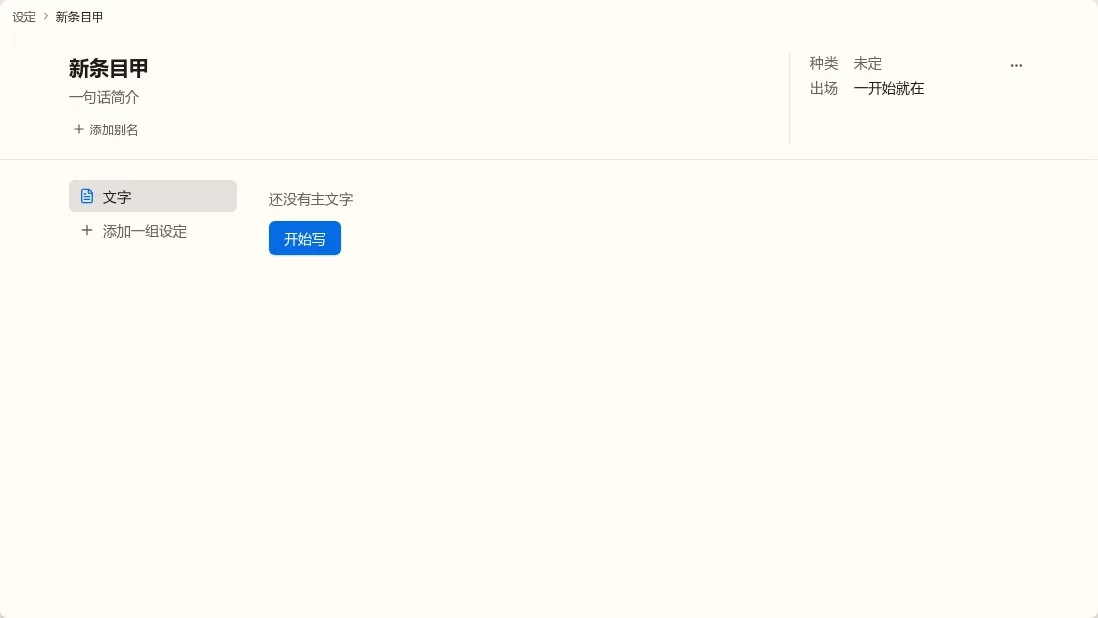 设定 > 新条目甲
新条目甲
一句话简介
+ 添加别名
种类 未定
出场 一开始就在
文字
+ 添加一组设定
还没有主文字
开始写